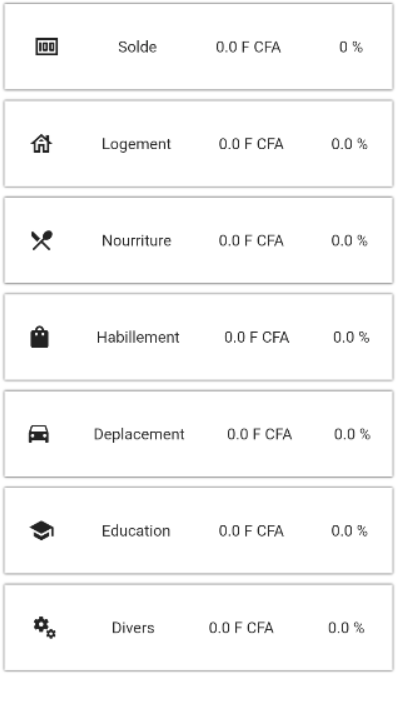 100 Solde 0.0 F CFA 0 %
Logement 0.0 F CFA 0.0 %
Nourriture 0.0 F CFA 0.0 %
Habillement 0.0 F CFA 0.0 %
Deplacement 0.0 F CFA 0.0 %
Education 0.0 F CFA 0.0 %
Divers 0.0 F CFA 0.0 %